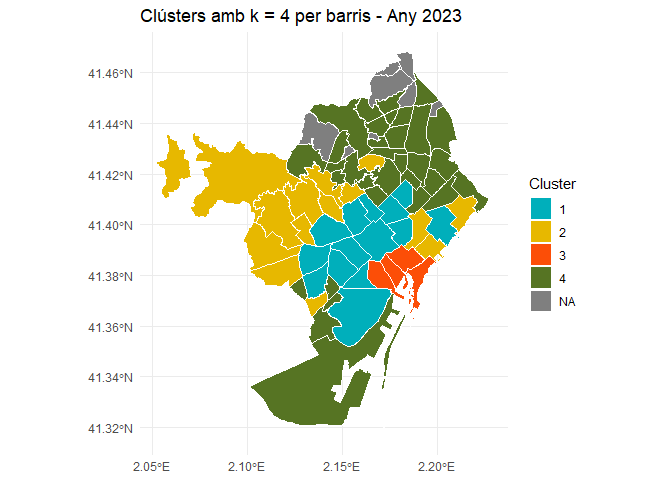 Clústers amb k = 4 per barris - Any 2023
41.46°N
41.44°N
41.42°N
41.40°N
41.38°N
41.36°N
41.34°N
41.32°N
2.05°E
2.10°E
2.15°E
2.20°E
Cluster
1
2
3
4
NA